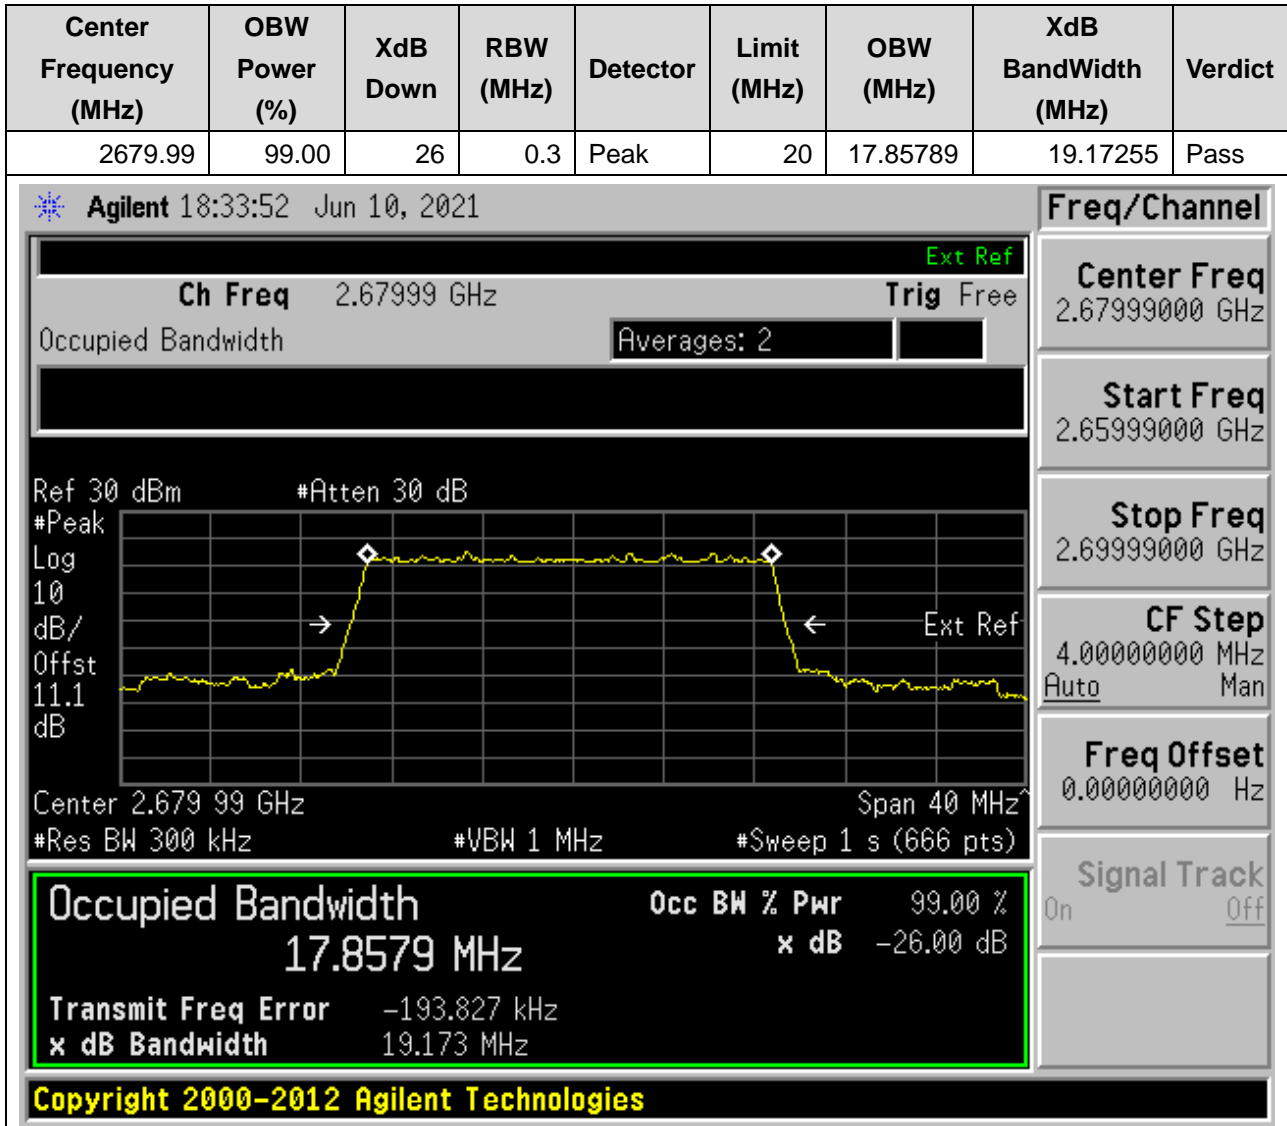 Center Frequency (MHz) OBW Power (%) XdB Down RBW (MHz) Detector Limit (MHz) OBW (MHz) XdB BandWidth (MHz) Verdict
2679.99 99.00 26 0.3 Peak 20 17.85789 19.17255 Pass
Agilent 18:33:52 Jun 10, 2021
Ext Ref
Ch Freq 2.67999 GHz Trig Free
Occupied Bandwidth Averages: 2
Ref 30 dBm #Atten 30 dB
#Peak
Log
10
dB/
Offst
11.1
dB
Ext Ref
Center 2.679 99 GHz Span 40 MHz^
#Res BW 300 kHz #VBW 1 MHz #Sweep 1 s (666 pts)
Occupied Bandwidth
17.8579 MHz
Occ BW % Pwr 99.00 %
x dB -26.00 dB
Transmit Freq Error -193.827 kHz
x dB Bandwidth 19.173 MHz
Copyright 2000-2012 Agilent Technologies
Freq/Channel
Center Freq
2.67999000 GHz
Start Freq
2.65999000 GHz
Stop Freq
2.69999000 GHz
CF Step
4.00000000 MHz
Auto Man
Freq Offset
0.00000000 Hz
Signal Track
On Off